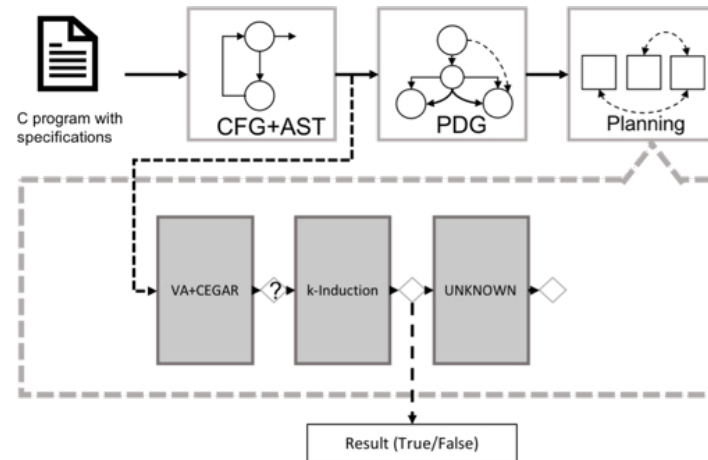 C program with
specifications
CFG+AST
PDG
Planning
VA+CEGAR
?
k-Induction
UNKNOWN
Result (True/False)